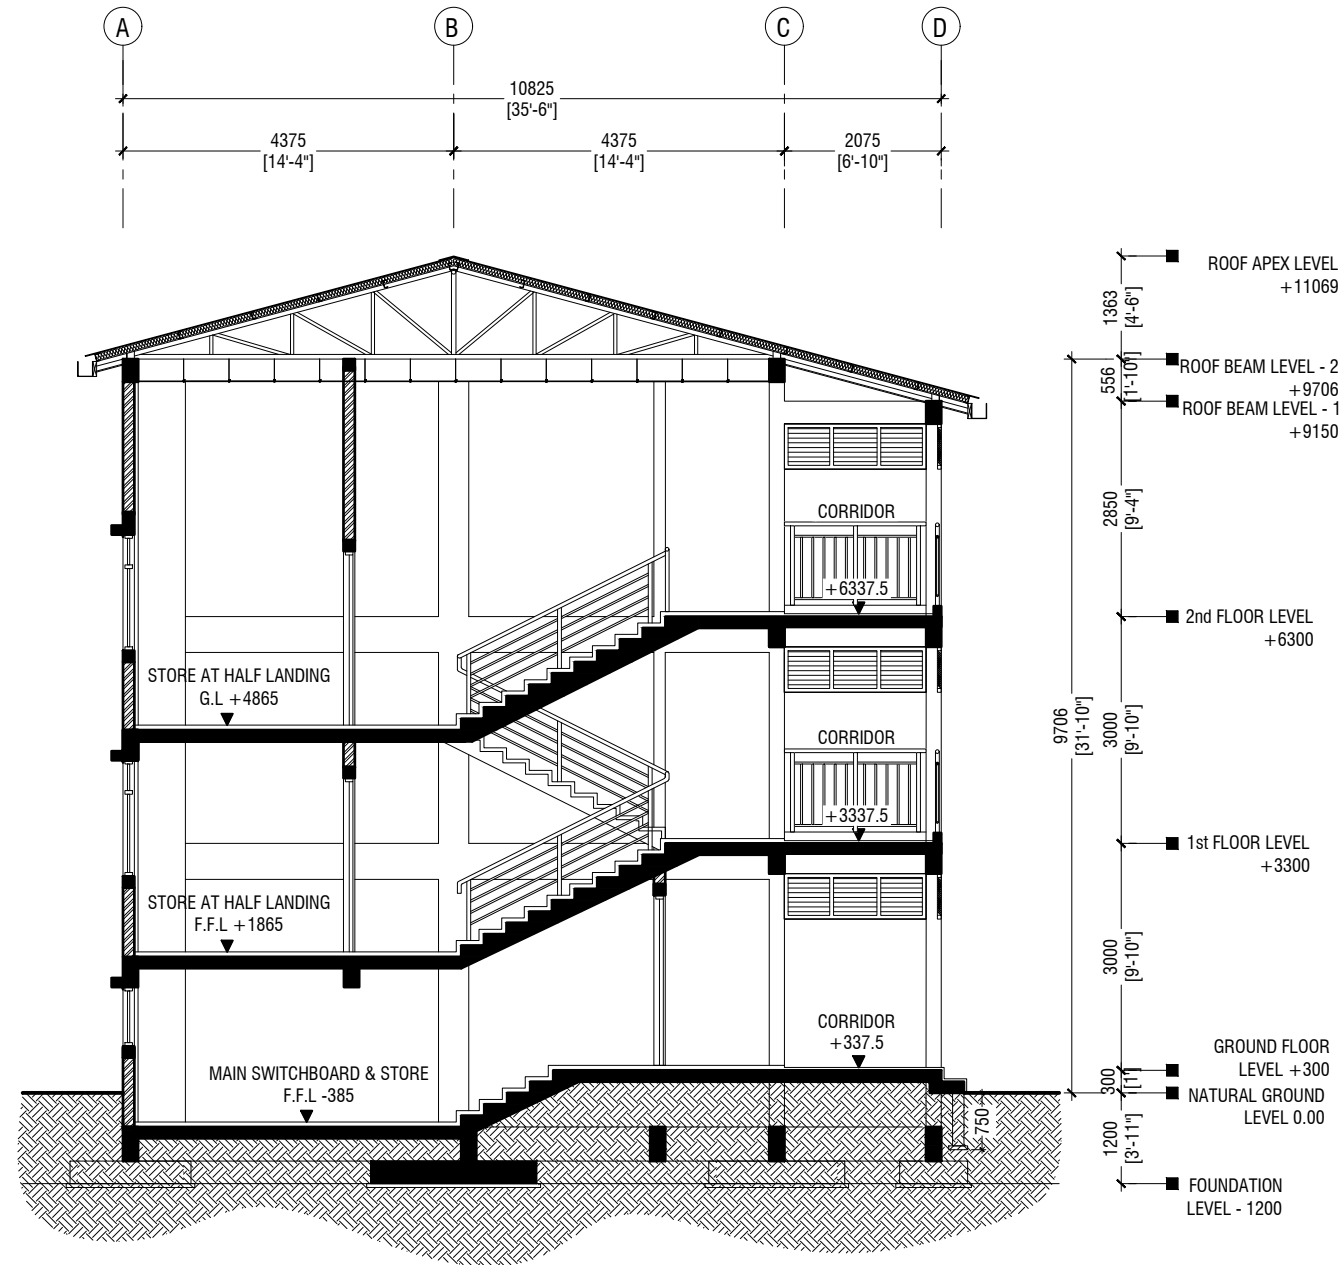 A B C D
10825
[35'-6"]
4375 4375 2075
[14'-4"] [14'-4"] [6'-10"]
ROOF APEX LEVEL
+11069
1363
[4'-6"]
ROOF BEAM LEVEL - 2
+9706
556
[1'-10"]
ROOF BEAM LEVEL - 1
+9150
2850
[9'-4"]
CORRIDOR
+6337.5
2nd FLOOR LEVEL
+6300
STORE AT HALF LANDING
G.L +4865
9706
[31'-10"]
3000
[9'-10"]
CORRIDOR
+3337.5
1st FLOOR LEVEL
+3300
STORE AT HALF LANDING
F.F.L +1865
3000
[9'-10"]
CORRIDOR
+337.5
GROUND FLOOR
LEVEL +300
MAIN SWITCHBOARD & STORE
F.F.L -385
300
[1']
NATURAL GROUND
LEVEL 0.00
750
1200
[3'-11"]
FOUNDATION
LEVEL - 1200